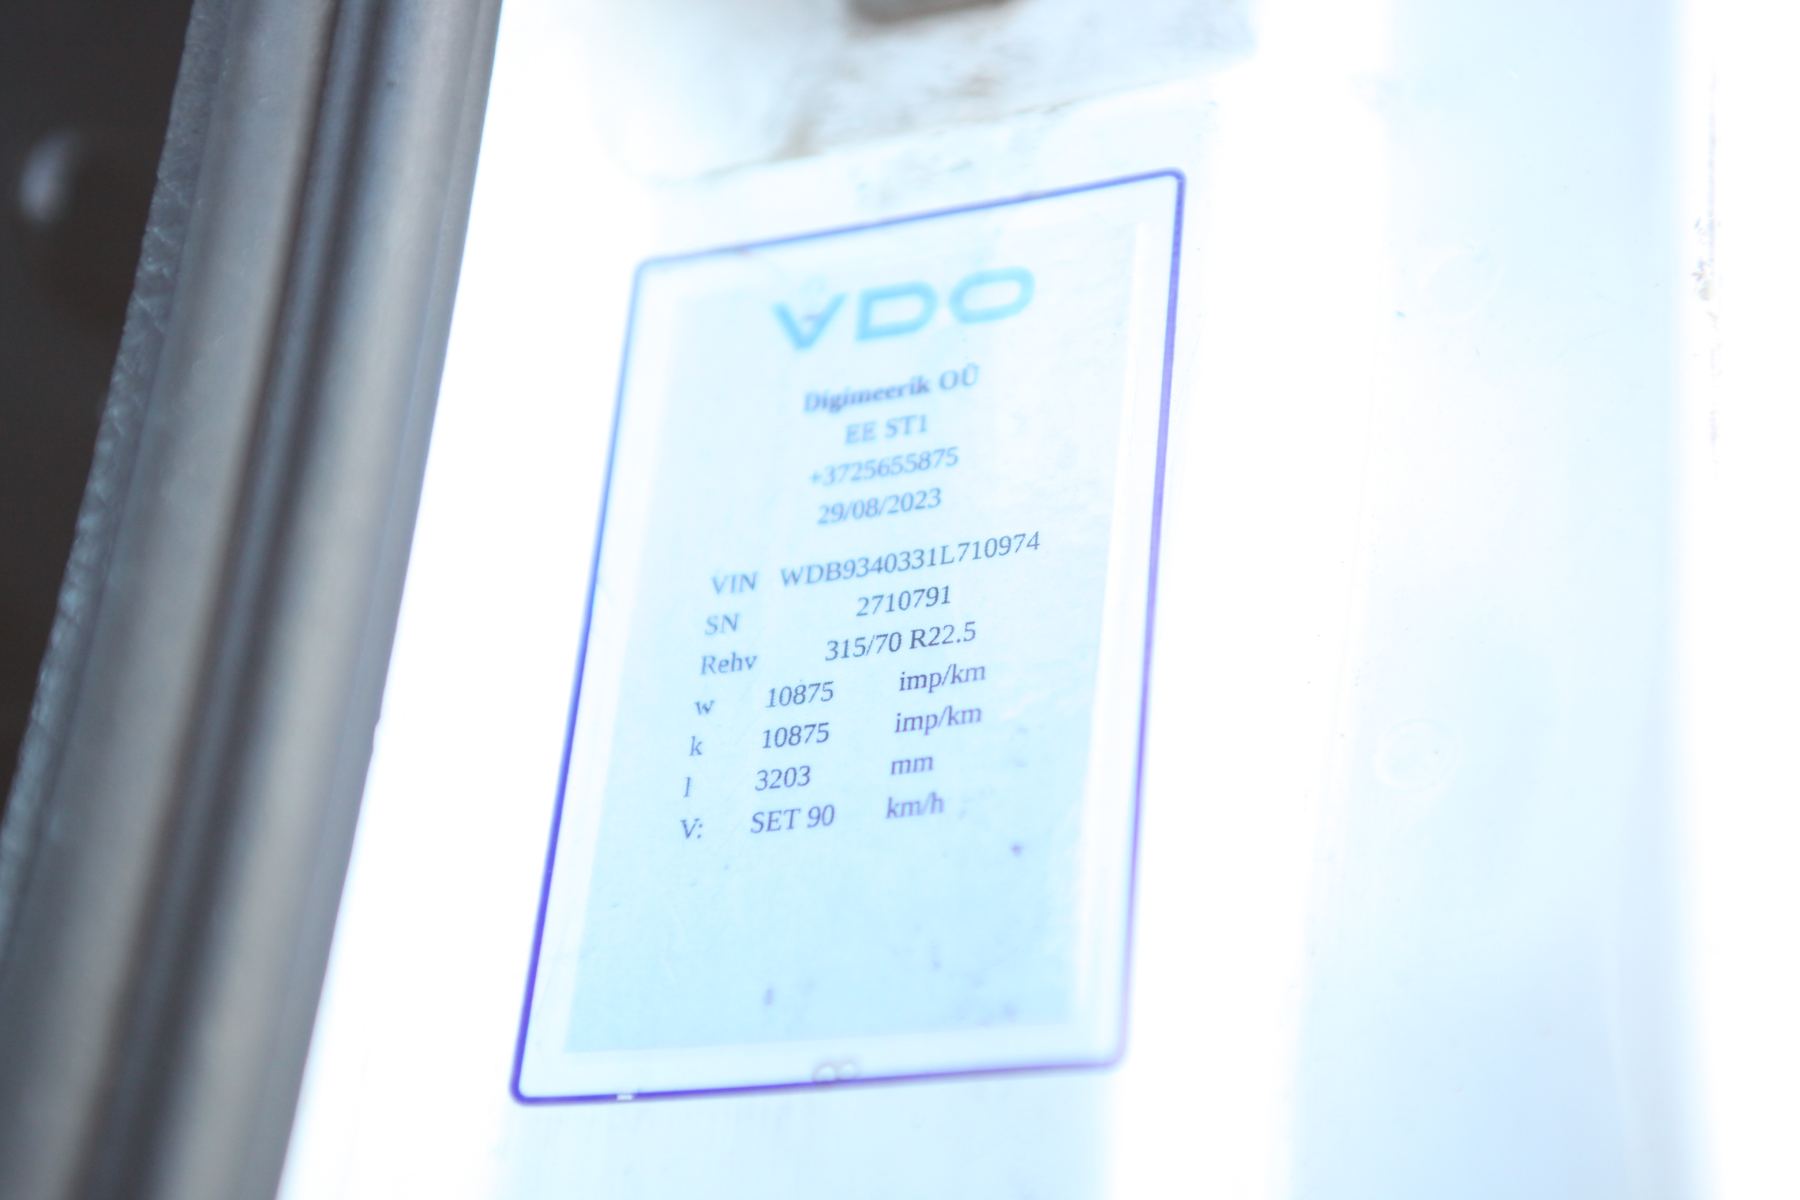 VDO
Digimeerik OÜ
EE ST1
+3725655875
29/08/2023
VIN WDB9340331L710974
SN 2710791
Rehv 315/70 R22.5
w 10875 imp/km
k 10875 imp/km
l 3203 mm
V: SET 90 km/h